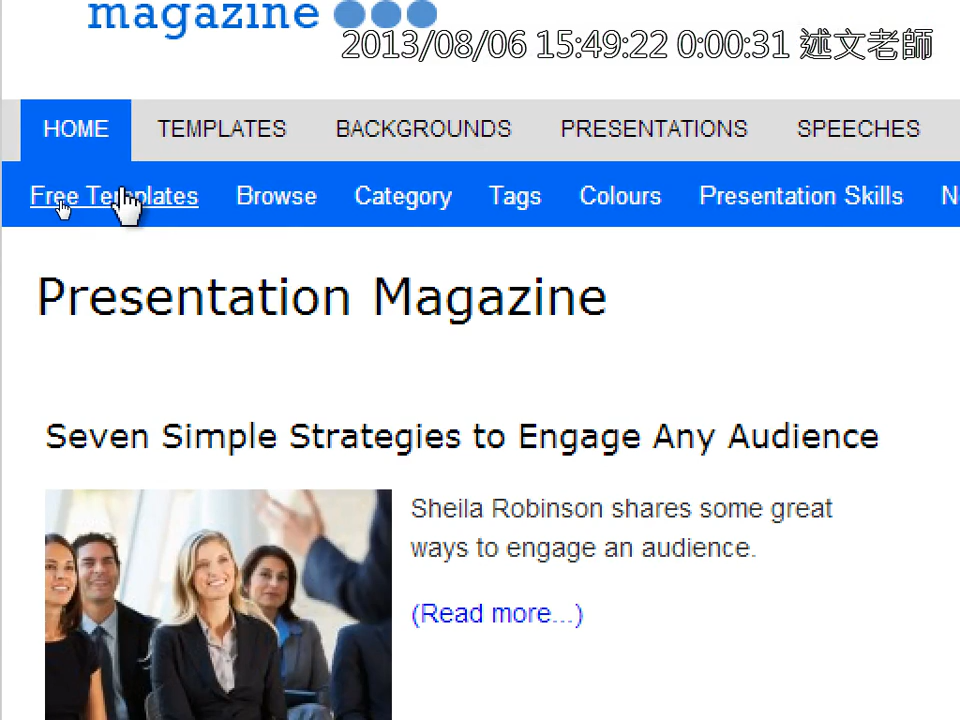 magazine
2013/08/06 15:49:22 0:00:31 述文老師
HOME TEMPLATES BACKGROUNDS PRESENTATIONS SPEECHES
Free Templates Browse Category Tags Colours Presentation Skills N
Presentation Magazine
Seven Simple Strategies to Engage Any Audience
Sheila Robinson shares some great
ways to engage an audience.
(Read more...)